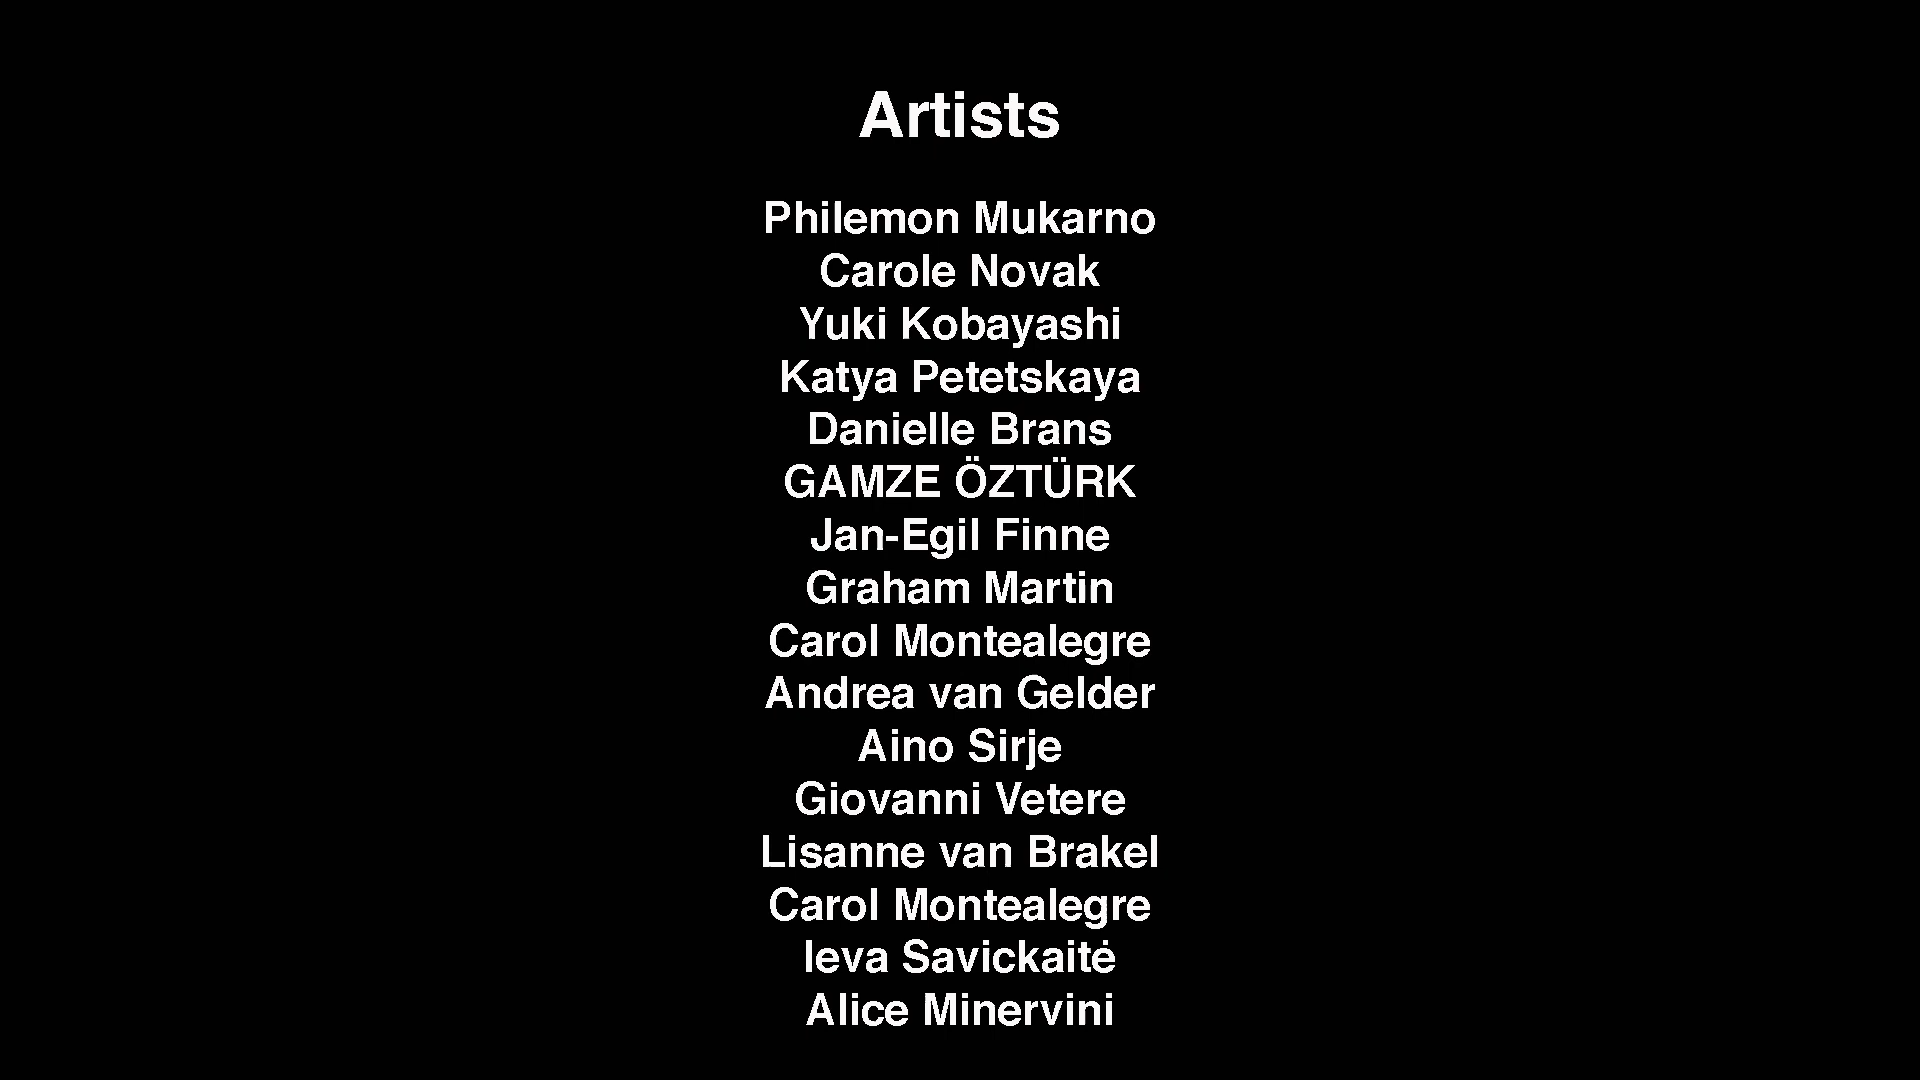 Artists
Philemon Mukarno
Carole Novak
Yuki Kobayashi
Katya Petetskaya
Danielle Brans
GAMZE ÖZTÜRK
Jan-Egil Finne
Graham Martin
Carol Montealegre
Andrea van Gelder
Aino Sirje
Giovanni Vetere
Lisanne van Brakel
Carol Montealegre
Ieva Savickaitė
Alice Minervini